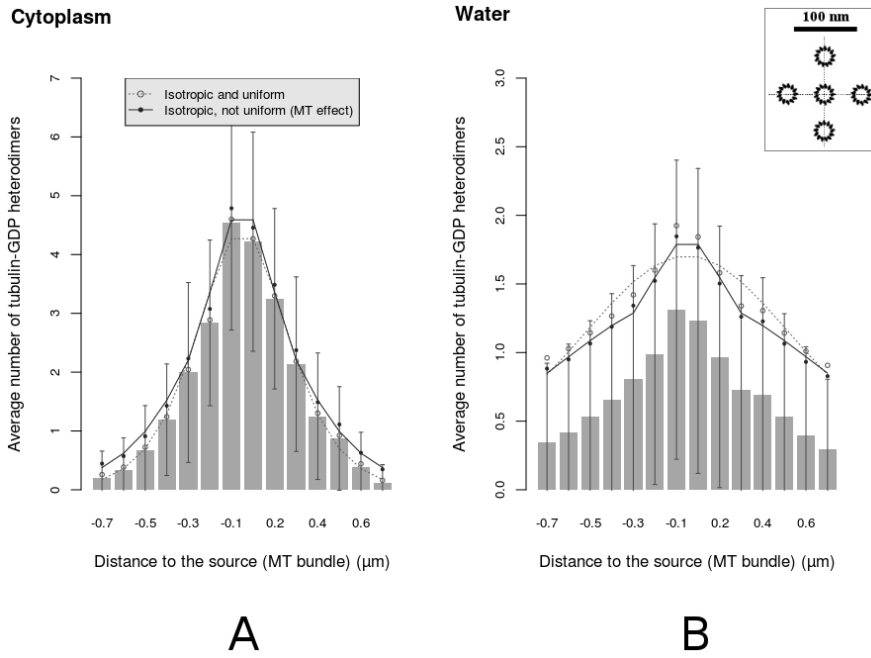 Cytoplasm
Average number of tubulin-GDP heterodimers
7
6
5
4
3
2
1
0
Isotropic and uniform
Isotropic, not uniform (MT effect)
-0.7 -0.5 -0.3 -0.1 0.2 0.4 0.6
Distance to the source (MT bundle) (μm)
A
Water
100 nm
Average number of tubulin-GDP heterodimers
3.0
2.5
2.0
1.5
1.0
0.5
0.0
-0.7 -0.5 -0.3 -0.1 0.2 0.4 0.6
Distance to the source (MT bundle) (μm)
B